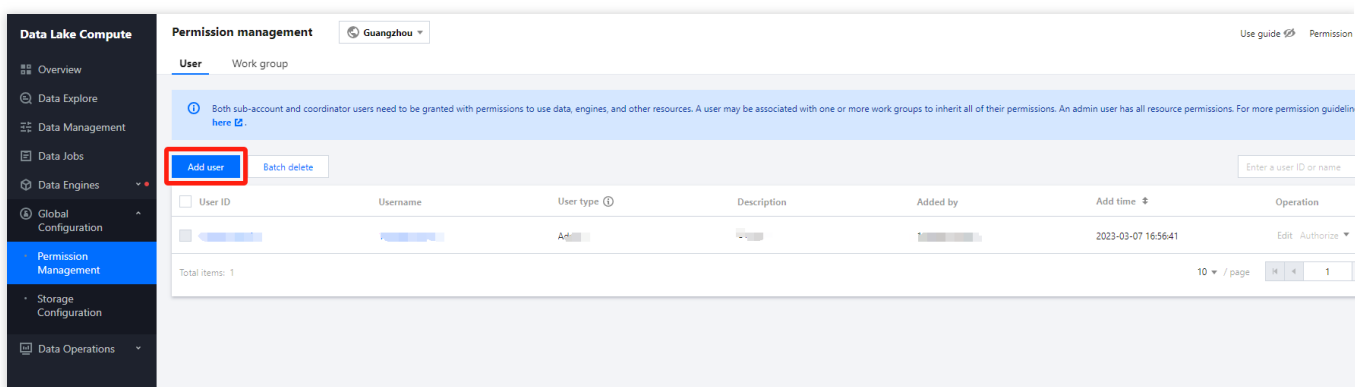 Data Lake Compute
Permission management
Guangzhou
Use guide
Permission
User
Work group
Overview
Data Explore
Data Management
Data Jobs
Data Engines
Global
Configuration
Permission
Management
Storage
Configuration
Data Operations
Both sub-account and coordinator users need to be granted with permissions to use data, engines, and other resources. A user may be associated with one or more work groups to inherit all of their permissions. An admin user has all resource permissions. For more permission
here.
Add user
Batch delete
Enter a user ID or name
User ID
Username
User type
Description
Added by
Add time
Operation
2023-03-07 16:56:41
Edit Authorize
Total items: 1
10 / page
1